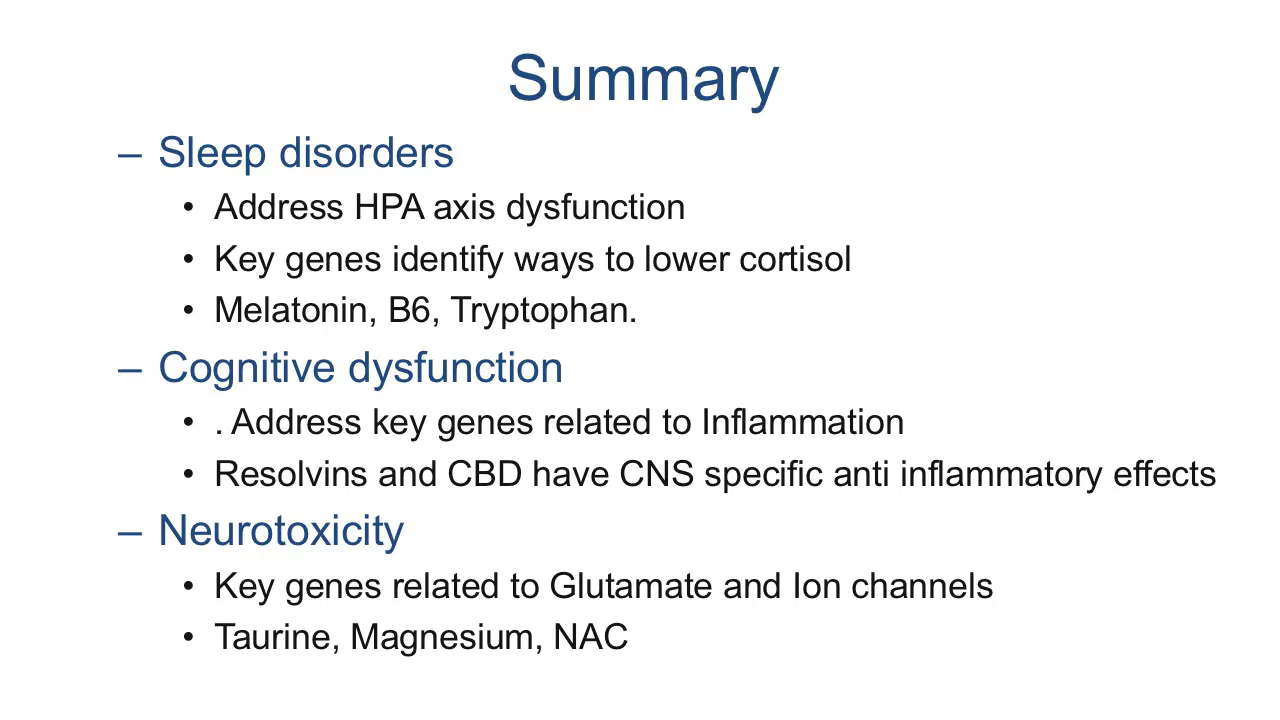 Summary
– Sleep disorders
• Address HPA axis dysfunction
• Key genes identify ways to lower cortisol
• Melatonin, B6, Tryptophan.
– Cognitive dysfunction
• . Address key genes related to Inflammation
• Resolvins and CBD have CNS specific anti inflammatory effects
– Neurotoxicity
• Key genes related to Glutamate and Ion channels
• Taurine, Magnesium, NAC